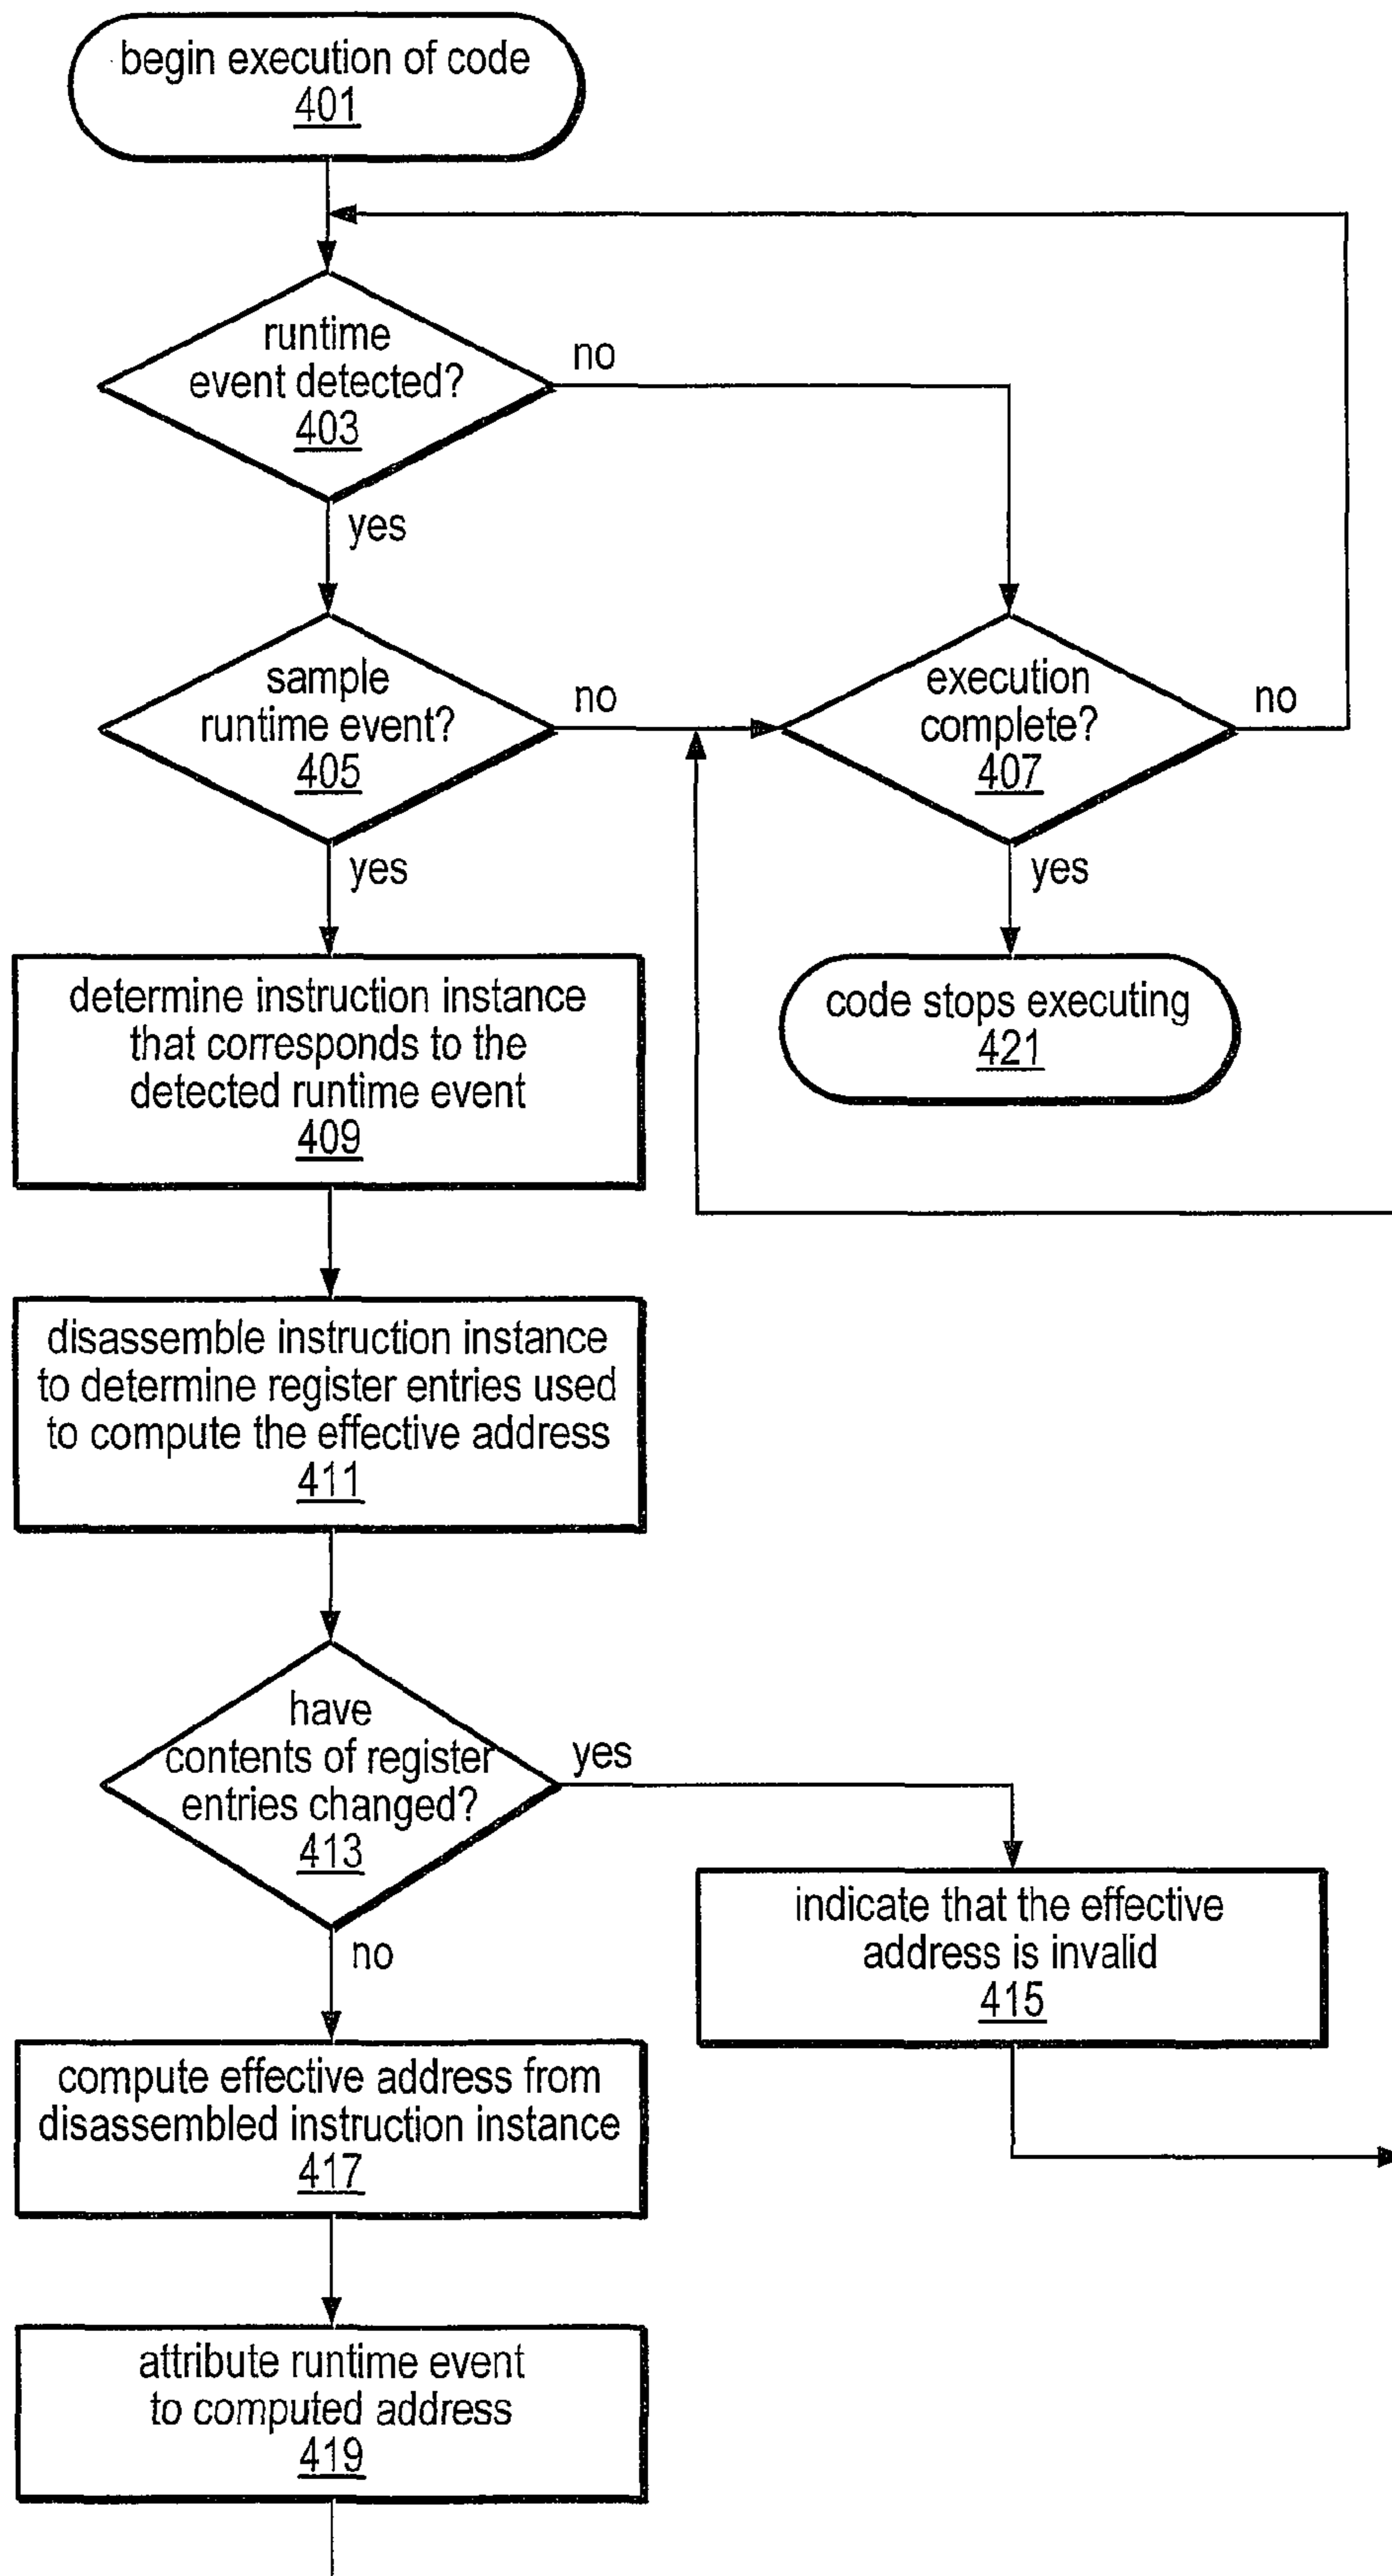 begin execution of code
401
runtime
event detected?
403
no
yes
sample
runtime event?
405
no
yes
execution
complete?
407
no
yes
determine instruction instance
that corresponds to the
detected runtime event
409
code stops executing
421
disassemble instruction instance
to determine register entries used
to compute the effective address
411
have
contents of register
entries changed?
413
yes
no
indicate that the effective
address is invalid
415
compute effective address from
disassembled instruction instance
417
attribute runtime event
to computed address
419